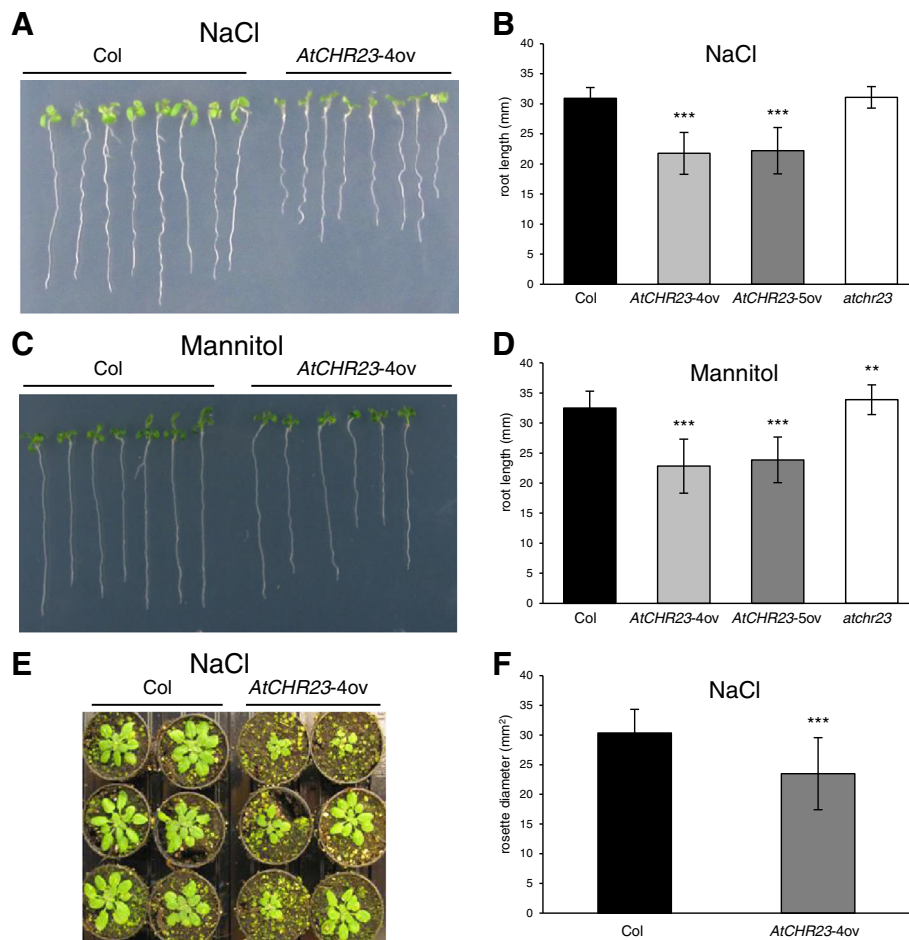 A
NaCl
Col AtCHR23-4ov
B
NaCl
root length (mm)
40
35
30
25
20
15
10
5
0
*** ***
Col AtCHR23-4ov AtCHR23-5ov atchr23
C
Mannitol
Col AtCHR23-4ov
D
Mannitol
root length (mm)
40
35
30
25
20
15
10
5
0
*** *** **
Col AtCHR23-4ov AtCHR23-5ov atchr23
E
NaCl
Col AtCHR23-4ov
F
NaCl
rosette diameter (mm²)
40
35
30
25
20
15
10
5
0
***
Col AtCHR23-4ov